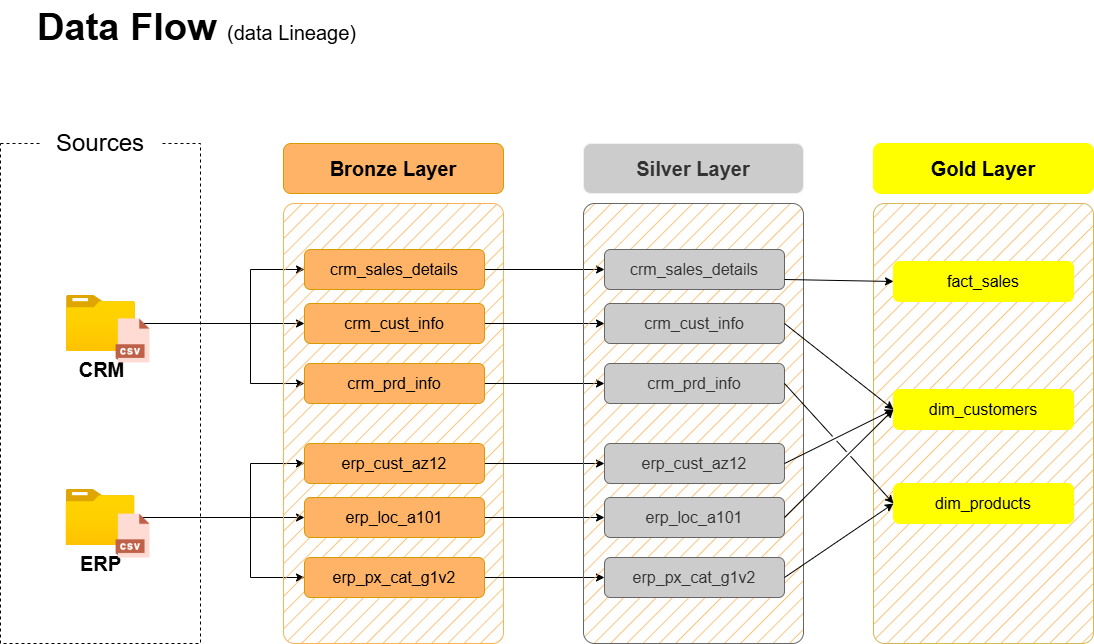 Data Flow (data Lineage)
Sources
Bronze Layer
Silver Layer
Gold Layer
crm_sales_details
crm_sales_details
fact_sales
crm_cust_info
crm_cust_info
CSV
CRM
crm_prd_info
crm_prd_info
dim_customers
erp_cust_az12
erp_cust_az12
dim_products
erp_loc_a101
erp_loc_a101
CSV
ERP
erp_px_cat_g1v2
erp_px_cat_g1v2